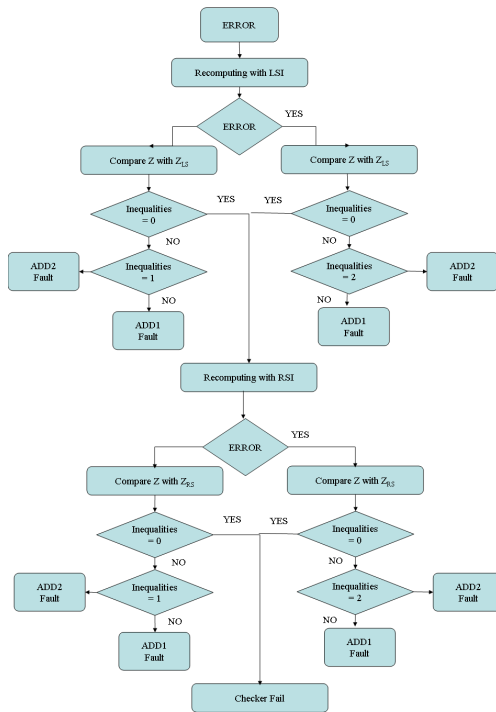 ERROR
Recomputing with LSI
YES
ERROR
Compare Z with ZLS
Compare Z with ZLS
Inequalities
= 0
YES
YES
Inequalities
= 0
NO
NO
ADD2
Fault
Inequalities
= 1
Inequalities
= 2
ADD2
Fault
NO
NO
ADD1
Fault
ADD1
Fault
Recomputing with RSI
ERROR
YES
Compare Z with ZRS
Compare Z with ZRS
Inequalities
= 0
YES
YES
Inequalities
= 0
NO
NO
ADD2
Fault
Inequalities
= 1
Inequalities
= 2
ADD2
Fault
NO
NO
ADD1
Fault
ADD1
Fault
Checker Fail